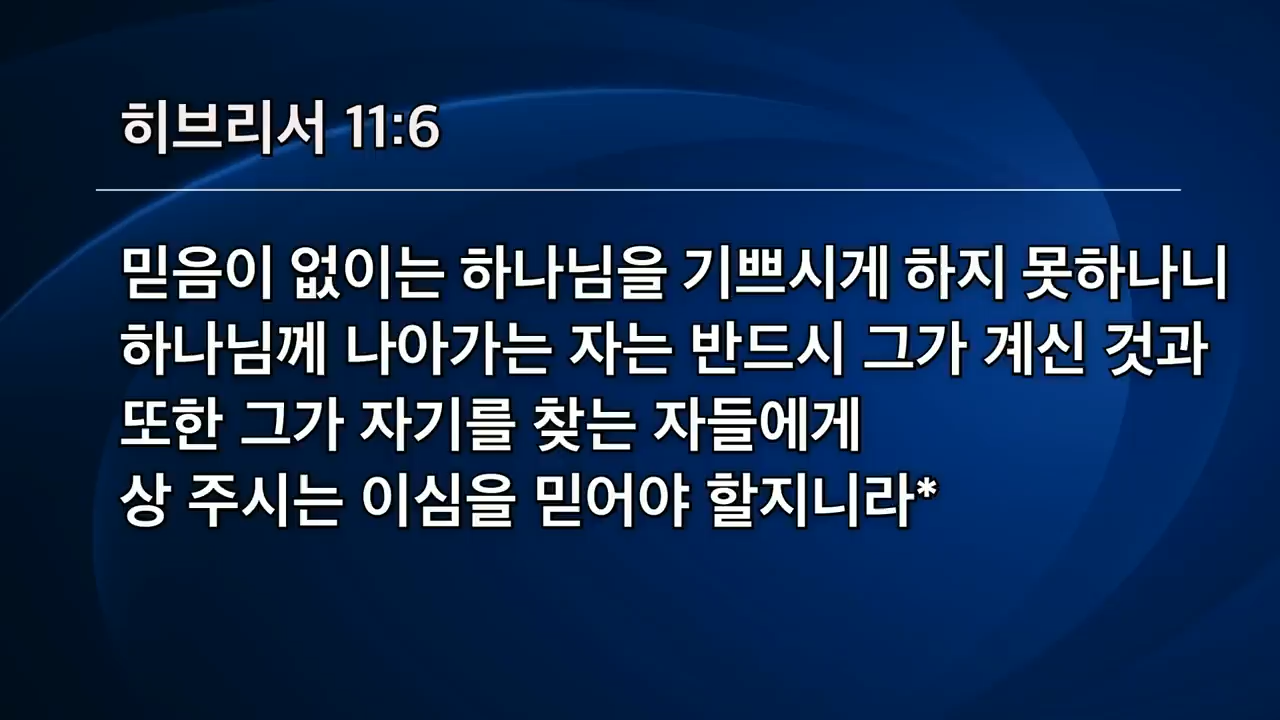 히브리서 11:6
믿음이 없이는 하나님을 기쁘시게 하지 못하나니
하나님께 나아가는 자는 반드시 그가 계신 것과
또한 그가 자기를 찾는 자들에게
상 주시는 이심을 믿어야 할지니라*